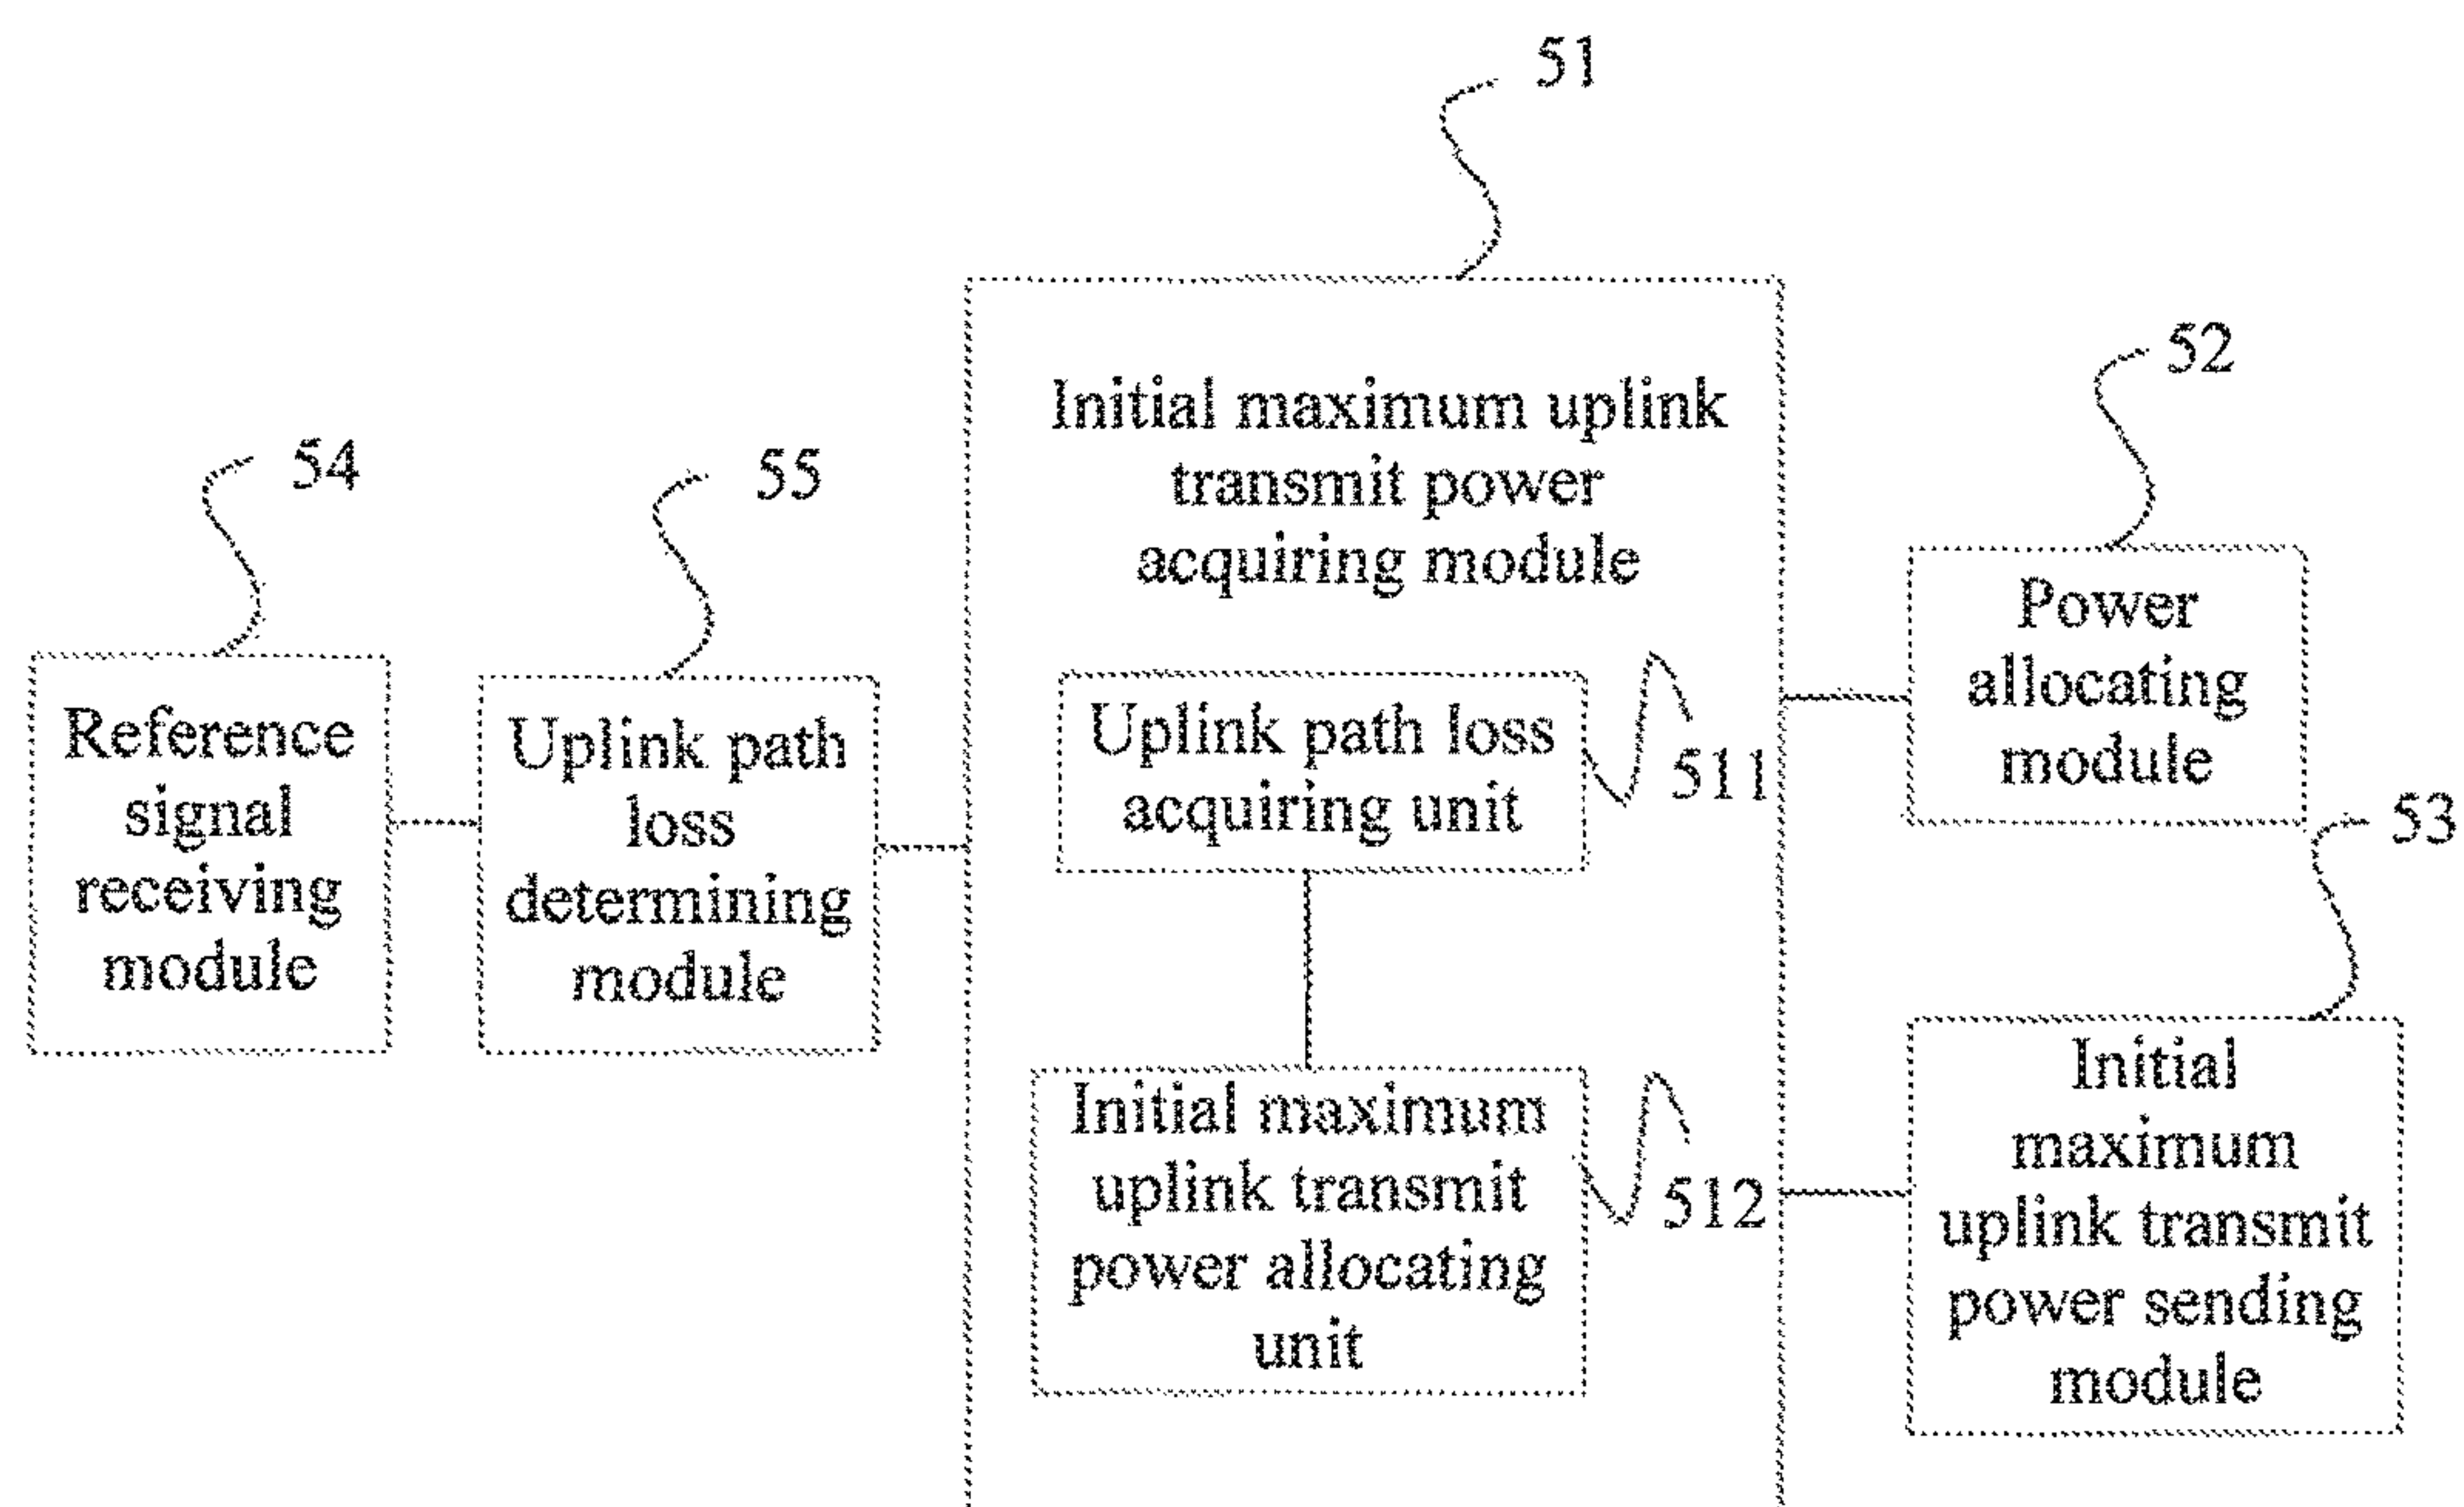 51
52
54
55
Initial maximum uplink
transmit power
acquiring module
Power
allocating
module
53
Reference
signal
receiving
module
Uplink path
loss
determining
module
Uplink path loss
acquiring unit
511
Initial maximum
uplink transmit
power allocating
unit
512
Initial
maximum
uplink transmit
power sending
module